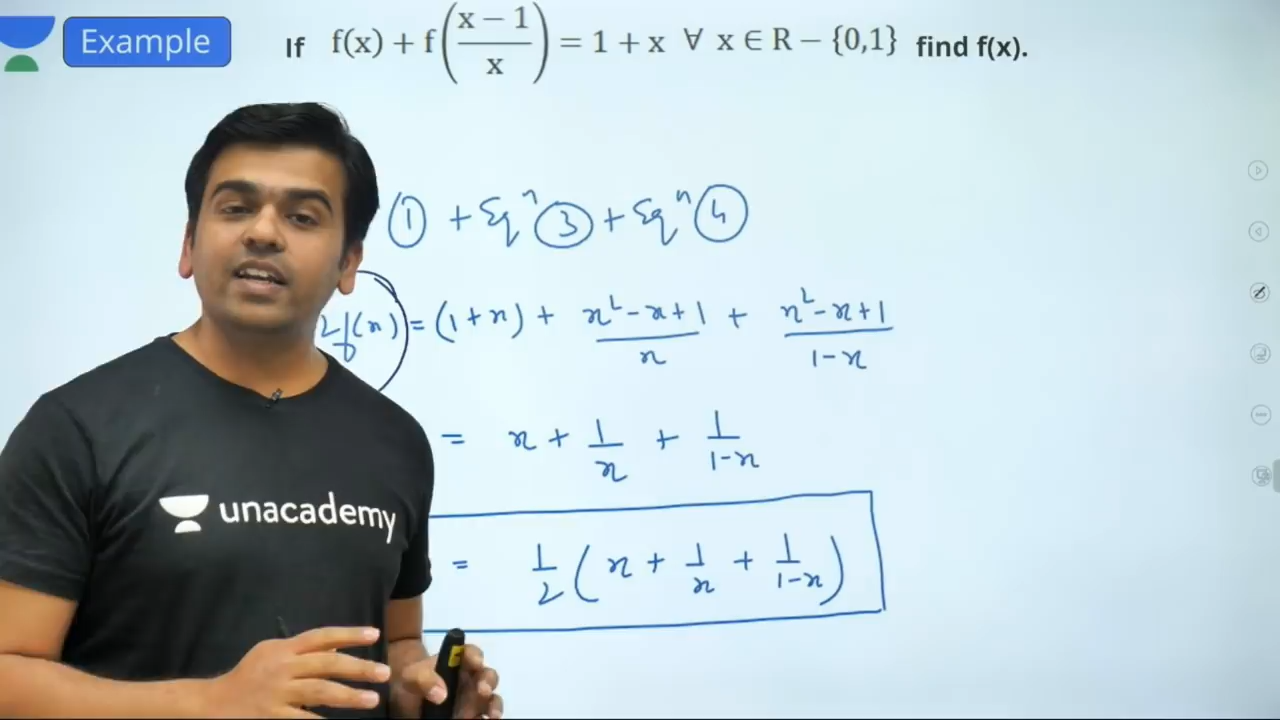 Example
If f(x) + f((x − 1)/x) = 1 + x ∀ x ∈ R − {0,1} find f(x).
① + Eqⁿ ③ + Eqⁿ ④
2f(x) = (1 + x) + (x² − x + 1)/x + (x² − x + 1)/(1 − x)
= x + 1/x + 1/(1 − x)
= 1/2 (x + 1/x + 1/(1 − x))
unacademy